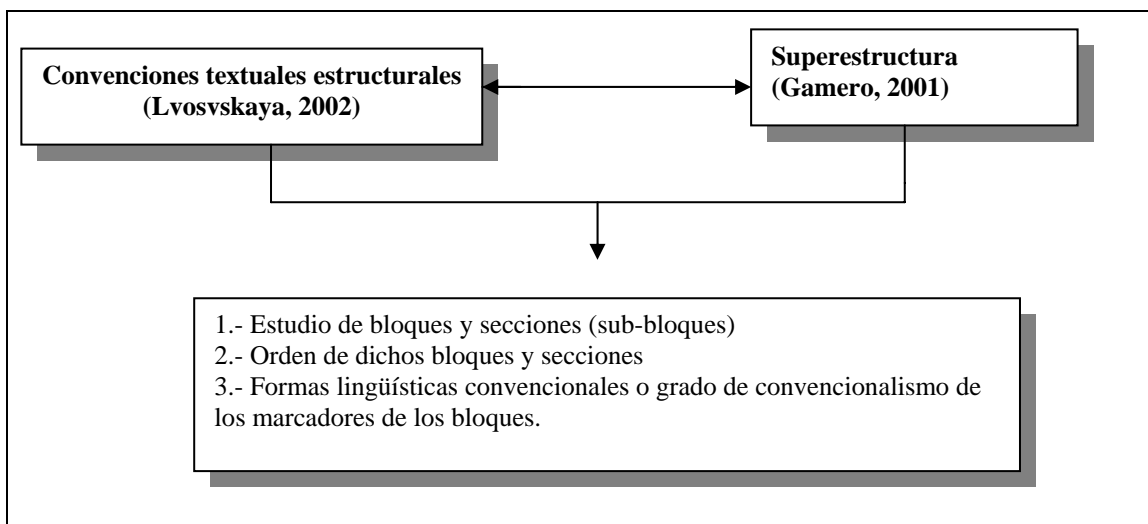 Convenciones textuales estructurales
(Lvosvskaya, 2002)
Superestructura
(Gamero, 2001)
1.- Estudio de bloques y secciones (sub-bloques)
2.- Orden de dichos bloques y secciones
3.- Formas lingüísticas convencionales o grado de convencionalismo de
los marcadores de los bloques.